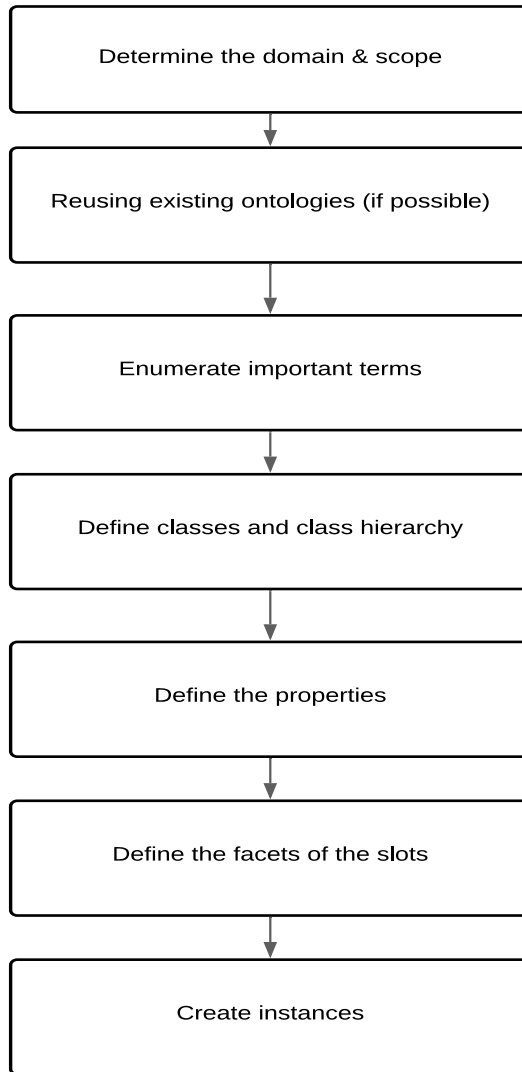 Determine the domain & scope
Reusing existing ontologies (if possible)
Enumerate important terms
Define classes and class hierarchy
Define the properties
Define the facets of the slots
Create instances